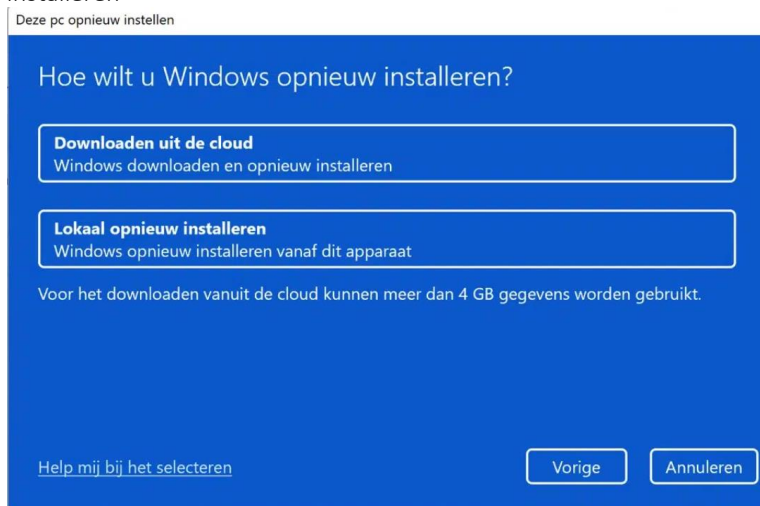 Deze pc opnieuw instellen
Hoe wilt u Windows opnieuw installeren?
Downloaden uit de cloud
Windows downloaden en opnieuw installeren
Lokaal opnieuw installeren
Windows opnieuw installeren vanaf dit apparaat
Voor het downloaden vanuit de cloud kunnen meer dan 4 GB gegevens worden gebruikt.
Help mij bij het selecteren
Vorige
Annuleren